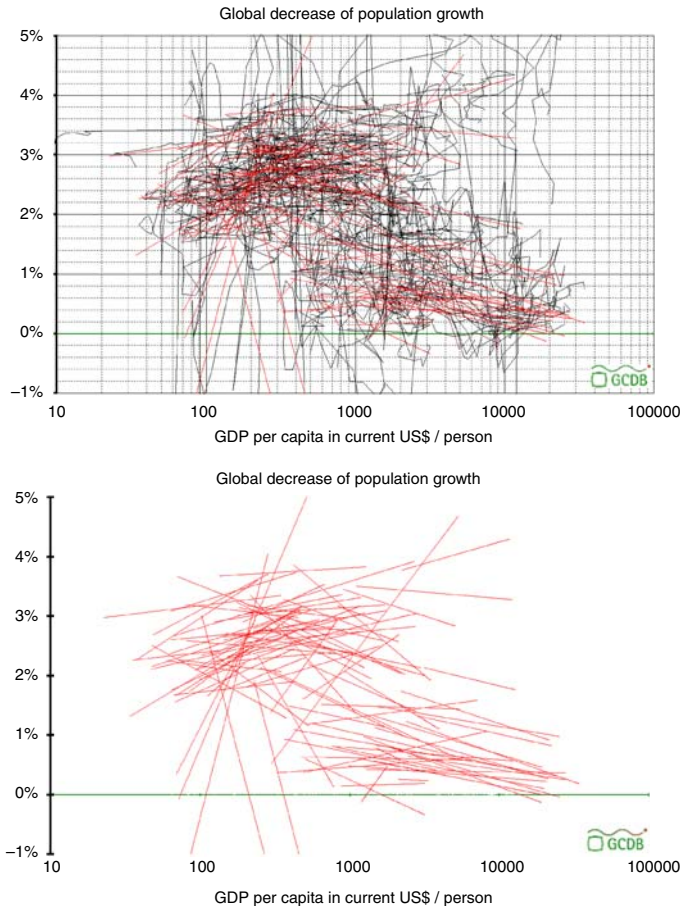 Global decrease of population growth
5%
4%
3%
2%
1%
0%
–1%
GCDB
10 100 1000 10000 100000
GDP per capita in current US$ / person
Global decrease of population growth
5%
4%
3%
2%
1%
0%
–1%
GCDB
10 100 1000 10000 100000
GDP per capita in current US$ / person